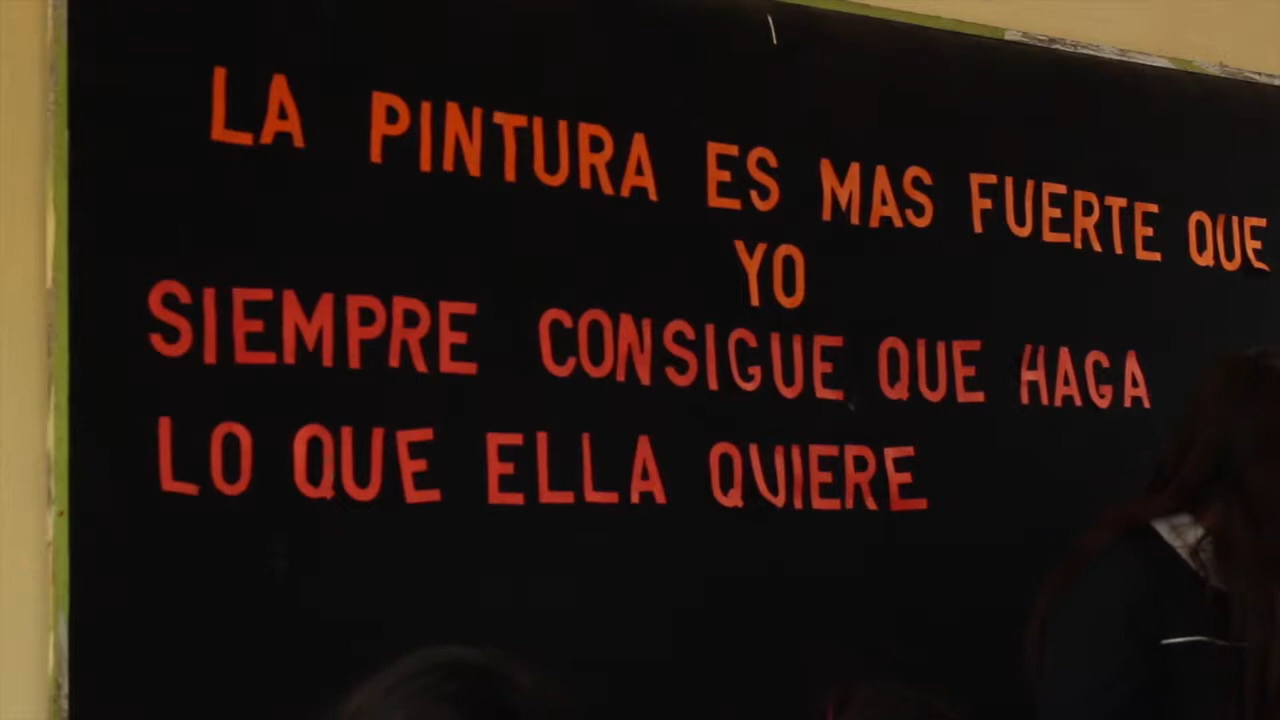 LA PINTURA ES MAS FUERTE QUE
YO
SIEMPRE CONSIGUE QUE HAGA
LO QUE ELLA QUIERE